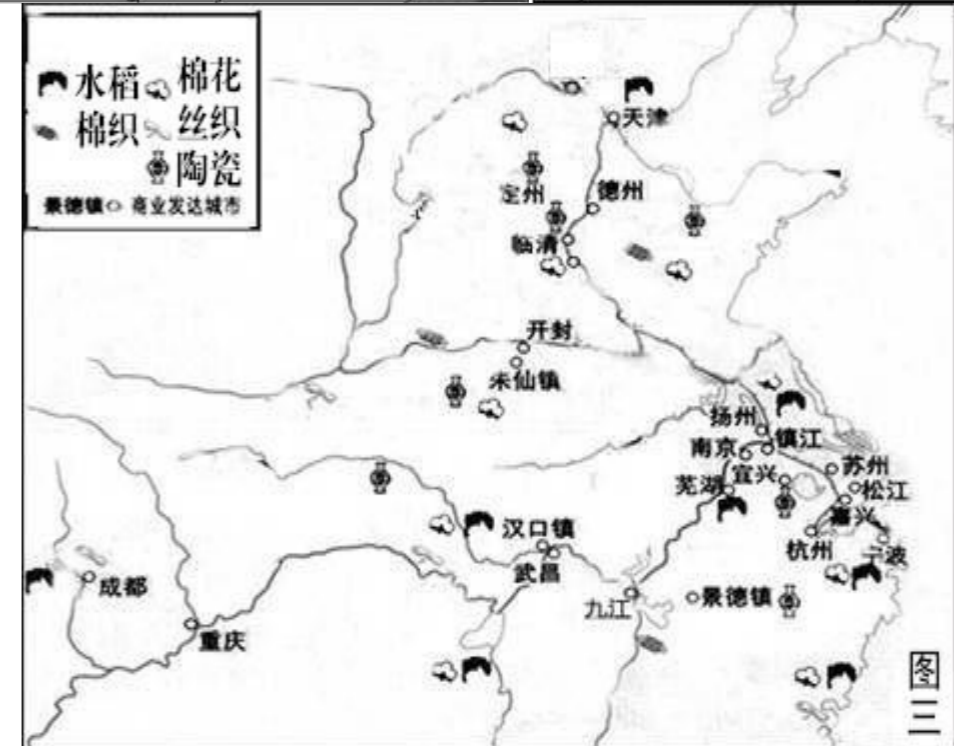 水稻 棉花
棉织 丝织
陶瓷
景德镇 商业发达城市
天津
定州
德州
临清
开封
朱仙镇
扬州
镇江
南京
苏州
宜兴
芜湖
松江
嘉兴
杭州
宁波
汉口镇
武昌
成都
九江
景德镇
重庆
图三